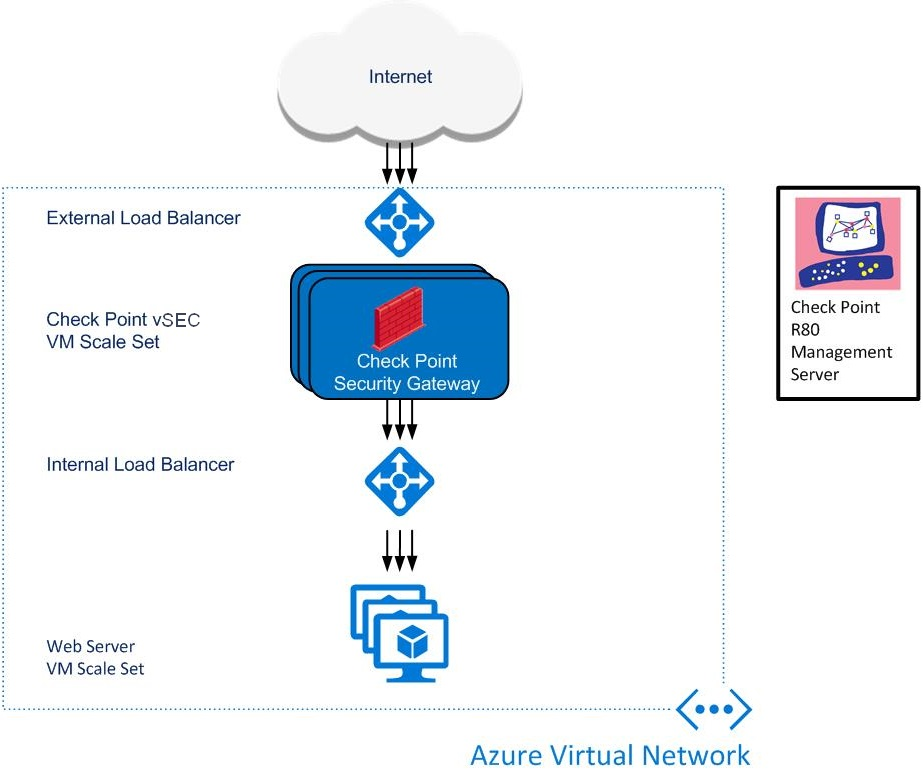 Internet
External Load Balancer
Check Point vSEC
VM Scale Set
Check Point
Security Gateway
Check Point
R80
Management
Server
Internal Load Balancer
Web Server
VM Scale Set
Azure Virtual Network